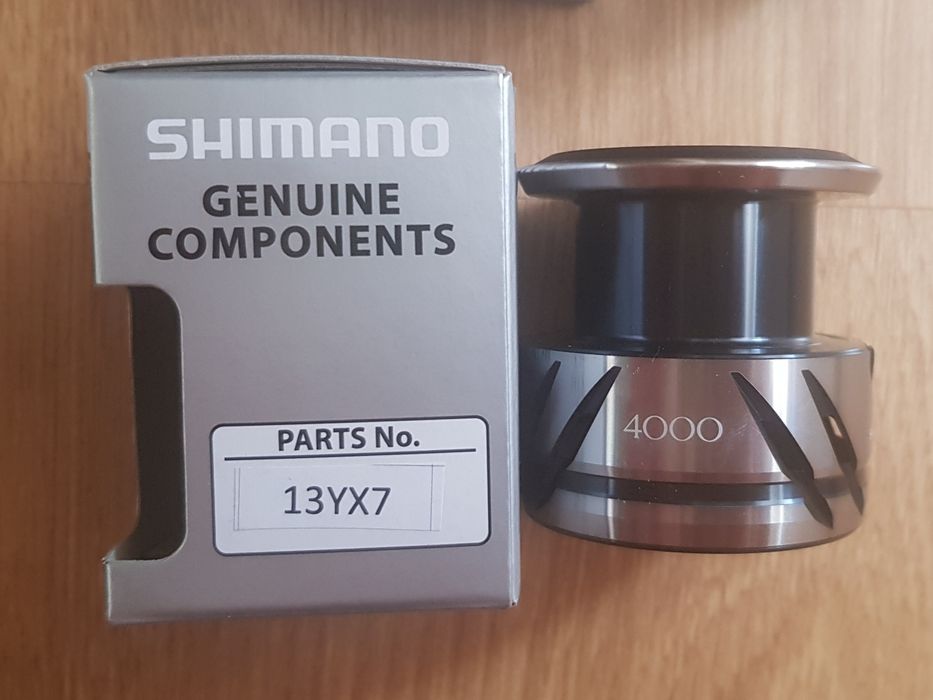 SHIMANO
GENUINE
COMPONENTS
PARTS No.
13YX7
4000